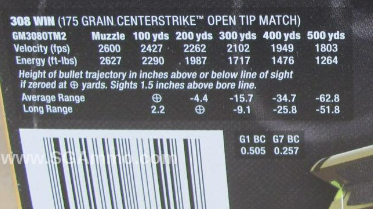 308 WIN (175 GRAIN CENTERSTRIKE™ OPEN TIP MATCH)
GM308OTM2 Muzzle 100 yds 200 yds 300 yds 400 yds 500 yds
Velocity (fps) 2600 2427 2262 2102 1949 1803
Energy (ft-lbs) 2627 2290 1987 1717 1476 1264
Height of bullet trajectory in inches above or below line of sight
if zeroed at ⊕ yards. Sights 1.5 inches above bore line.
Average Range ⊕ -4.4 -15.7 -34.7 -62.8
Long Range 2.2 ⊕ -9.1 -25.8 -51.8
G1 BC G7 BC
0.505 0.257
www.SGAmmo.com